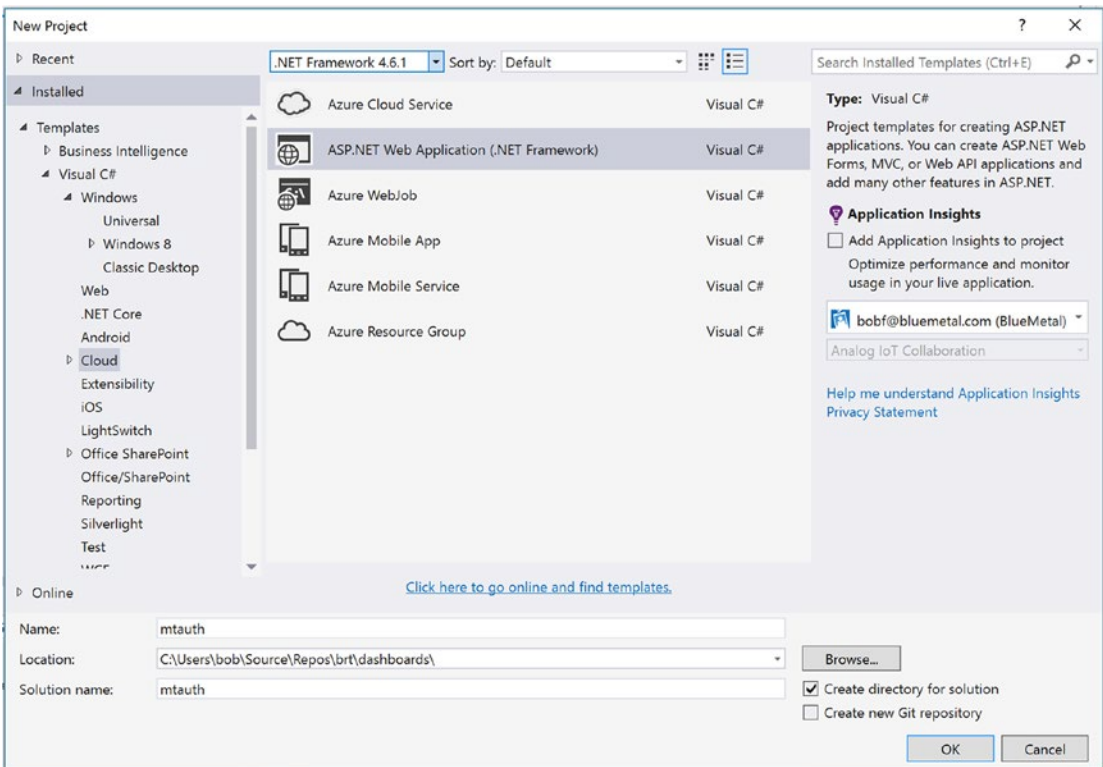 New Project
?
Recent
.NET Framework 4.6.1
Sort by: Default
Search Installed Templates (Ctrl+E)
Installed
Templates
Business Intelligence
Visual C#
Windows
Universal
Windows 8
Classic Desktop
Web
.NET Core
Android
Cloud
Extensibility
iOS
LightSwitch
Office SharePoint
Office/SharePoint
Reporting
Silverlight
Test
Online
Azure Cloud Service Visual C#
ASP.NET Web Application (.NET Framework) Visual C#
Azure WebJob Visual C#
Azure Mobile App Visual C#
Azure Mobile Service Visual C#
Azure Resource Group Visual C#
Click here to go online and find templates.
Type: Visual C#
Project templates for creating ASP.NET
applications. You can create ASP.NET Web
Forms, MVC, or Web API applications and
add many other features in ASP.NET.
Application Insights
Add Application Insights to project
Optimize performance and monitor
usage in your live application.
bobf@bluemetal.com (BlueMetal)
Analog IoT Collaboration
Help me understand Application Insights
Privacy Statement
Name: mtauth
Location: C:\Users\bob\Source\Repos\brt\dashboards\
Browse...
Solution name: mtauth
Create directory for solution
Create new Git repository
OK
Cancel